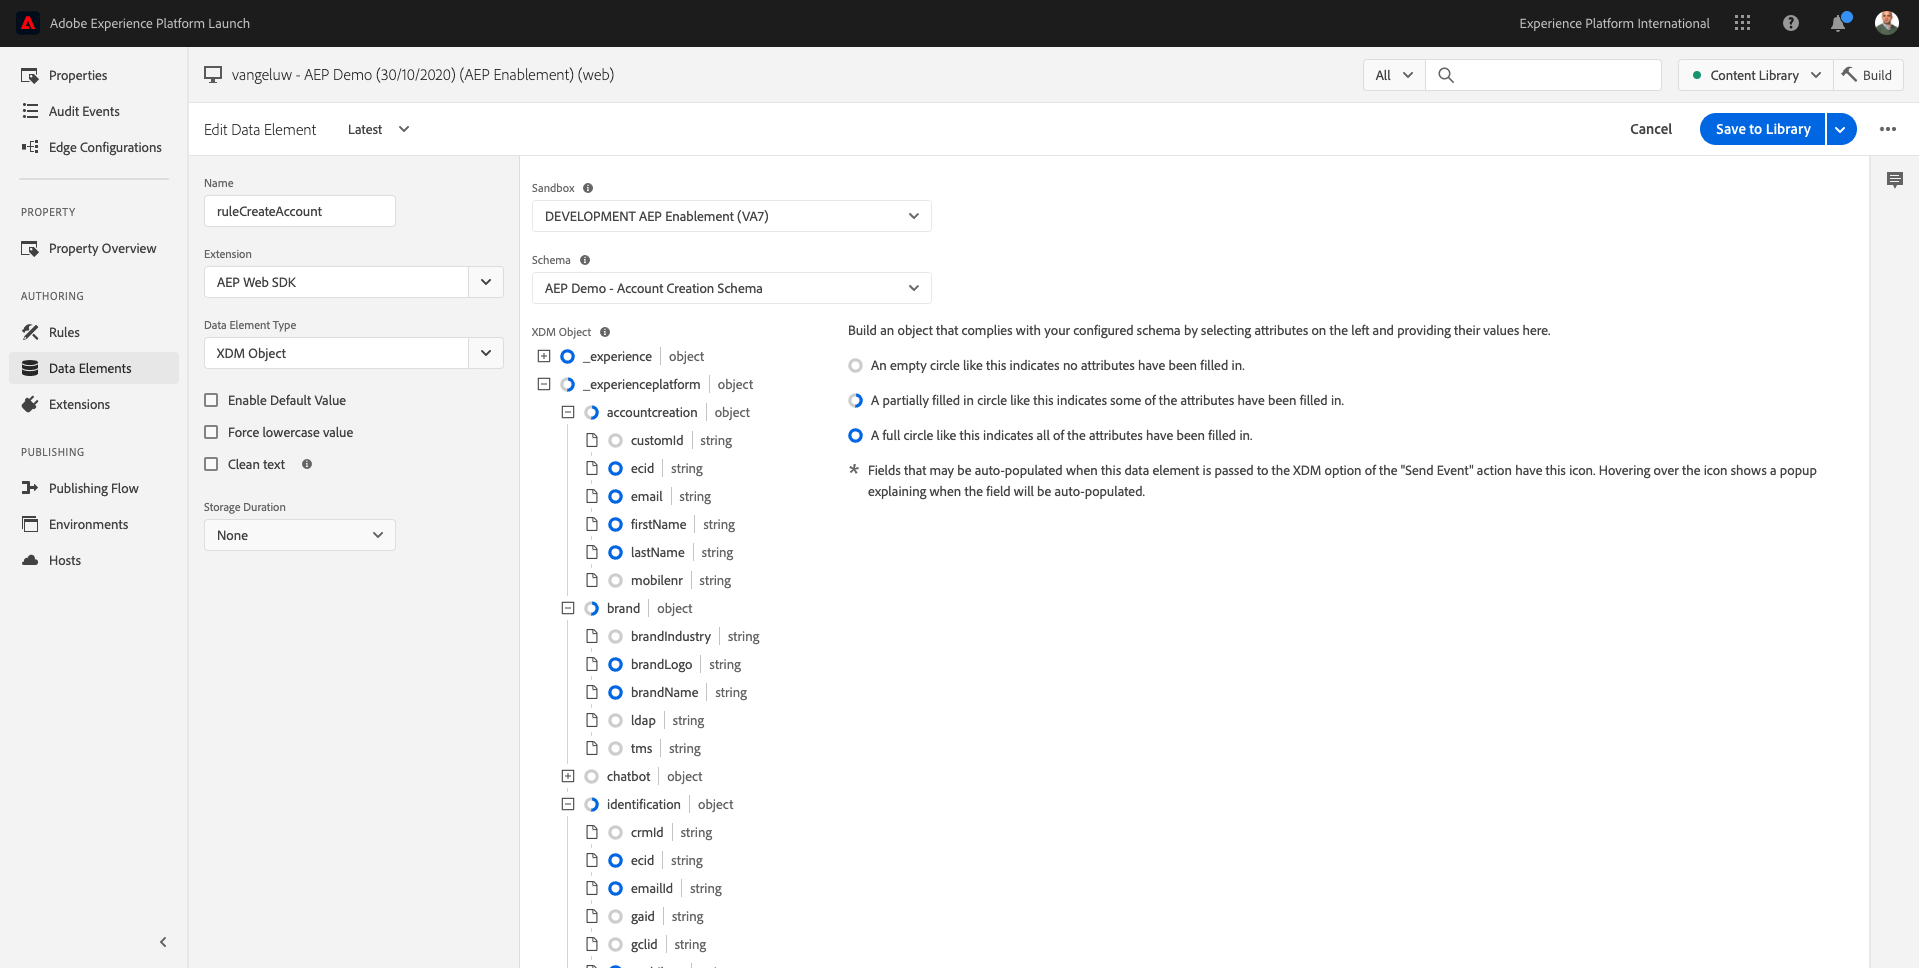 Adobe Experience Platform Launch
Experience Platform International
Properties
Audit Events
Edge Configurations
PROPERTY
Property Overview
AUTHORING
Rules
Data Elements
Extensions
PUBLISHING
Publishing Flow
Environments
Hosts
vangeluw - AEP Demo (30/10/2020) (AEP Enablement) (web)
All
Content Library
Build
Edit Data Element
Latest
Cancel
Save to Library
Name
ruleCreateAccount
Extension
AEP Web SDK
Data Element Type
XDM Object
Enable Default Value
Force lowercase value
Clean text
Storage Duration
None
Sandbox
DEVELOPMENT AEP Enablement (VA7)
Schema
AEP Demo - Account Creation Schema
XDM Object
_experience object
_experienceplatform object
accountcreation object
customId string
ecid string
email string
firstName string
lastName string
mobilenr string
brand object
brandIndustry string
brandLogo string
brandName string
ldap string
tms string
chatbot object
identification object
crmId string
ecid string
emailId string
gaid string
gclid string
Build an object that complies with your configured schema by selecting attributes on the left and providing their values here.
An empty circle like this indicates no attributes have been filled in.
A partially filled in circle like this indicates some of the attributes have been filled in.
A full circle like this indicates all of the attributes have been filled in.
* Fields that may be auto-populated when this data element is passed to the XDM option of the "Send Event" action have this icon. Hovering over the icon shows a popup
explaining when the field will be auto-populated.